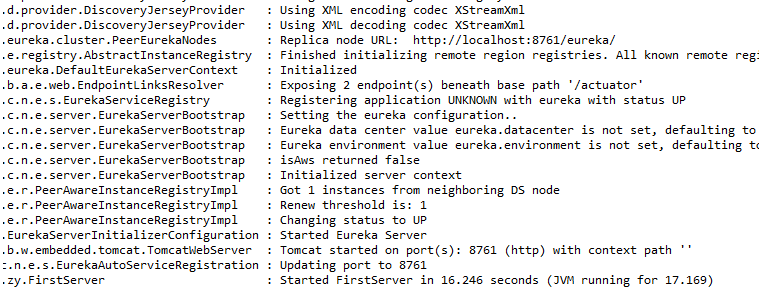 .d.provider.DiscoveryJerseyProvider : Using XML encoding codec XStreamXml
.d.provider.DiscoveryJerseyProvider : Using XML decoding codec XStreamXml
.eureka.cluster.PeerEurekaNodes : Replica node URL: http://localhost:8761/eureka/
.e.registry.AbstractInstanceRegistry : Finished initializing remote region registries. All known remote regi
.eureka.DefaultEurekaServerContext : Initialized
.b.a.e.web.EndpointLinksResolver : Exposing 2 endpoint(s) beneath base path '/actuator'
.c.n.e.s.EurekaServiceRegistry : Registering application UNKNOWN with eureka with status UP
.c.n.e.server.EurekaServerBootstrap : Setting the eureka configuration..
.c.n.e.server.EurekaServerBootstrap : Eureka data center value eureka.datacenter is not set, defaulting to
.c.n.e.server.EurekaServerBootstrap : Eureka environment value eureka.environment is not set, defaulting to
.c.n.e.server.EurekaServerBootstrap : isAws returned false
.c.n.e.server.EurekaServerBootstrap : Initialized server context
.e.r.PeerAwareInstanceRegistryImpl : Got 1 instances from neighboring DS node
.e.r.PeerAwareInstanceRegistryImpl : Renew threshold is: 1
.e.r.PeerAwareInstanceRegistryImpl : Changing status to UP
.EurekaServerInitializerConfiguration : Started Eureka Server
.b.w.embedded.tomcat.TomcatWebServer : Tomcat started on port(s): 8761 (http) with context path ''
.c.n.e.s.EurekaAutoServiceRegistration : Updating port to 8761
.zy.FirstServer : Started FirstServer in 16.246 seconds (JVM running for 17.169)